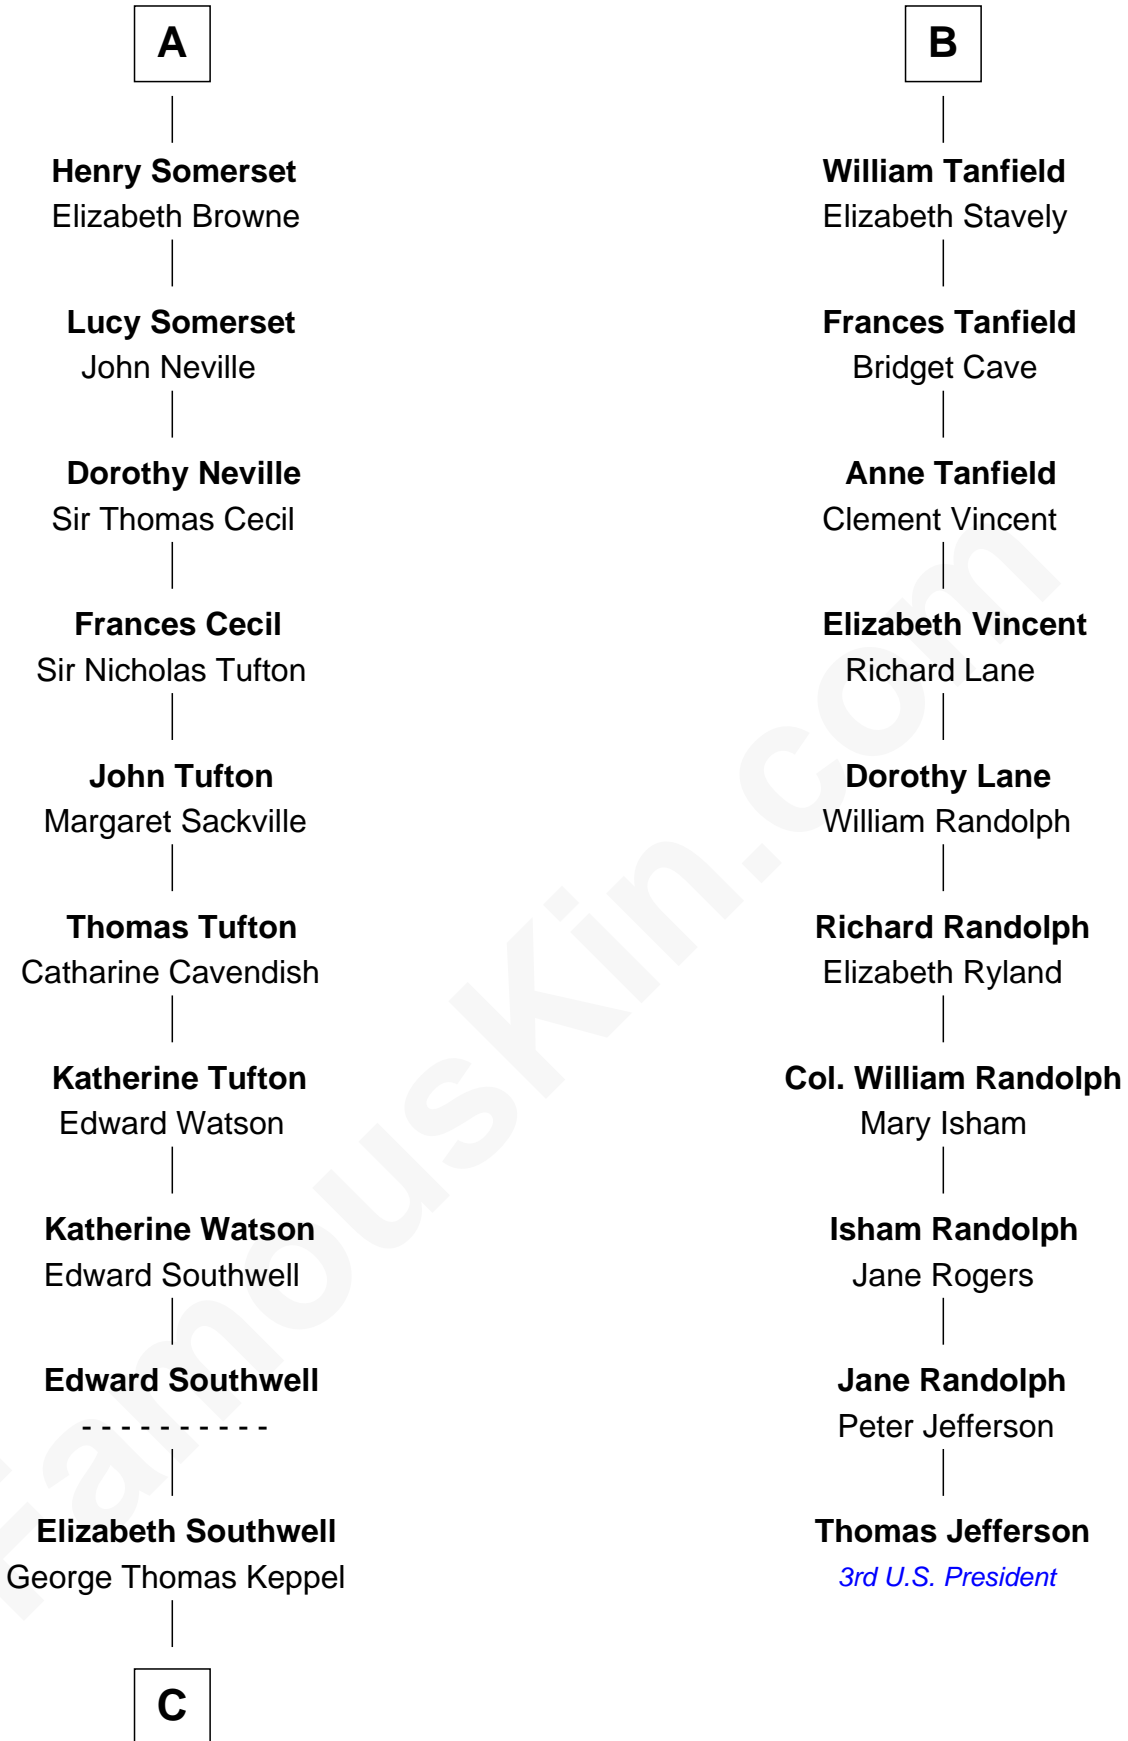 A
Henry Somerset
Elizabeth Browne
Lucy Somerset
John Neville
Dorothy Neville
Sir Thomas Cecil
Frances Cecil
Sir Nicholas Tufton
John Tufton
Margaret Sackville
Thomas Tufton
Catharine Cavendish
Katherine Tufton
Edward Watson
Katherine Watson
Edward Southwell
Edward Southwell
- - - - - - - - - -
Elizabeth Southwell
George Thomas Keppel
C
B
William Tanfield
Elizabeth Stavely
Frances Tanfield
Bridget Cave
Anne Tanfield
Clement Vincent
Elizabeth Vincent
Richard Lane
Dorothy Lane
William Randolph
Richard Randolph
Elizabeth Ryland
Col. William Randolph
Mary Isham
Isham Randolph
Jane Rogers
Jane Randolph
Peter Jefferson
Thomas Jefferson
3rd U.S. President
FamousKin.com